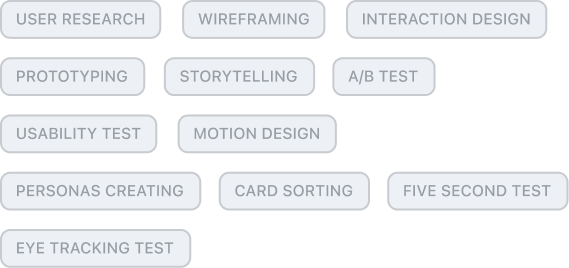 USER RESEARCH WIREFRAMING INTERACTION DESIGN
PROTOTYPING STORYTELLING A/B TEST
USABILITY TEST MOTION DESIGN
PERSONAS CREATING CARD SORTING FIVE SECOND TEST
EYE TRACKING TEST